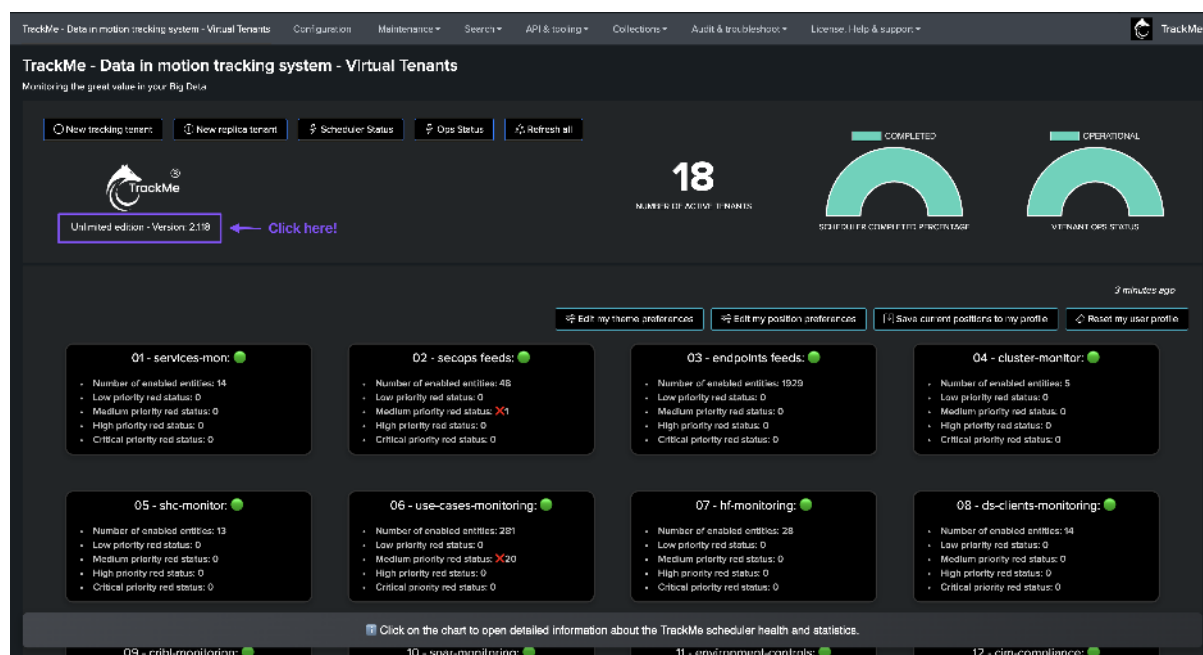 TrackMe - Data in motion tracking system - Virtual Tenants Configuration Maintenance Search API & tooling Collections Audit & troubleshoot License, Help & support TrackMe
TrackMe - Data in motion tracking system - Virtual Tenants
Monitoring the great value in your Big Data
New tracking tenant New replica tenant Scheduler Status Ops Status Refresh all
COMPLETED OPERATIONAL
®
TrackMe
18
NUMBER OF ACTIVE TENANTS SCHEDULER COMPLETED PERCENTAGE VTENANT OPS STATUS
Unlimited edition - Version: 2.1.18 Click here!
3 minutes ago
Edit my theme preferences Edit my position preferences Save current positions to my profile Reset my user profile
01 - services-mon: 02 - secops feeds: 03 - endpoints feeds: 04 - cluster-monitor:
Number of enabled entities: 14 Number of enabled entities: 48 Number of enabled entities: 1929 Number of enabled entities: 5
Low priority red status: 0 Low priority red status: 0 Low priority red status: 0 Low priority red status: 0
Medium priority red status: 0 Medium priority red status: ❌1 Medium priority red status: 0 Medium priority red status: 0
High priority red status: 0 High priority red status: 0 High priority red status: 0 High priority red status: 0
Critical priority red status: 0 Critical priority red status: 0 Critical priority red status: 0 Critical priority red status: 0
05 - shc-monitor: 06 - use-cases-monitoring: 07 - hf-monitoring: 08 - ds-clients-monitoring:
Number of enabled entities: 13 Number of enabled entities: 281 Number of enabled entities: 28 Number of enabled entities: 14
Low priority red status: 0 Low priority red status: 0 Low priority red status: 0 Low priority red status: 0
Medium priority red status: 0 Medium priority red status: ❌20 Medium priority red status: 0 Medium priority red status: 0
High priority red status: 0 High priority red status: 0 High priority red status: 0 High priority red status: 0
Critical priority red status: 0 Critical priority red status: 0 Critical priority red status: 0 Critical priority red status: 0
Click on the chart to open detailed information about the TrackMe scheduler health and statistics.
09 - cribl-monitoring: 10 - soar-monitoring: 11 - environment-controls: 12 - cim-compliance: